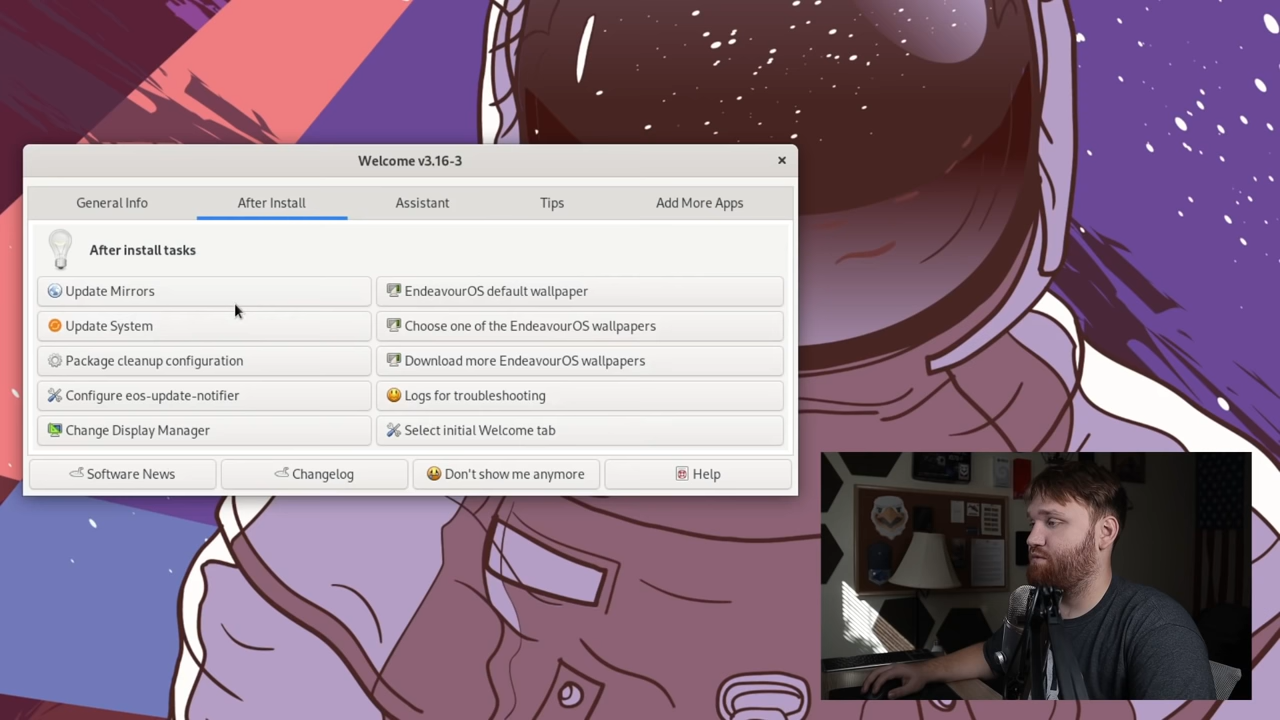 Welcome v3.16-3
General Info
After Install
Assistant
Tips
Add More Apps
After install tasks
Update Mirrors
EndeavourOS default wallpaper
Update System
Choose one of the EndeavourOS wallpapers
Package cleanup configuration
Download more EndeavourOS wallpapers
Configure eos-update-notifier
Logs for troubleshooting
Change Display Manager
Select initial Welcome tab
Software News
Changelog
Don't show me anymore
Help